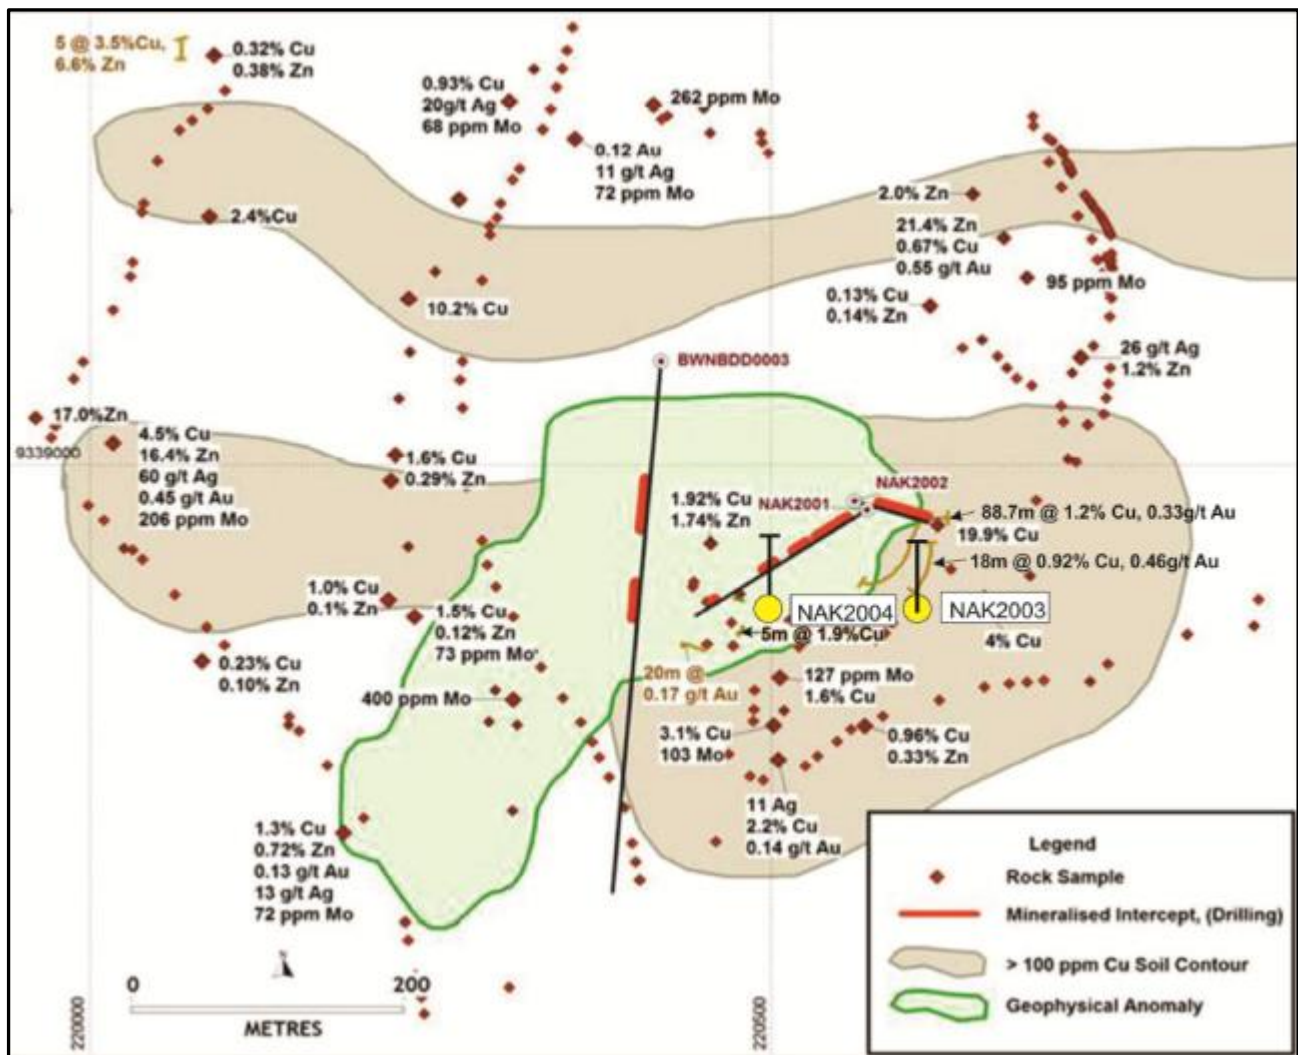 5 @ 3.5%Cu,
6.6% Zn
0.32% Cu
0.38% Zn
0.93% Cu
20g/t Ag
68 ppm Mo
262 ppm Mo
0.12 Au
11 g/t Ag
72 ppm Mo
2.4%Cu
2.0% Zn
21.4% Zn
0.67% Cu
0.55 g/t Au
95 ppm Mo
10.2% Cu
0.13% Cu
0.14% Zn
26 g/t Ag
1.2% Zn
BWNBDD0003
17.0%Zn
4.5% Cu
16.4% Zn
60 g/t Ag
0.45 g/t Au
206 ppm Mo
9339000
1.6% Cu
0.29% Zn
1.92% Cu
1.74% Zn
NAK2001
NAK2002
88.7m @ 1.2% Cu, 0.33g/t Au
19.9% Cu
18m @ 0.92% Cu, 0.46g/t Au
1.0% Cu
0.1% Zn
1.5% Cu
0.12% Zn
73 ppm Mo
NAK2004
NAK2003
5m @ 1.9%Cu
4% Cu
0.23% Cu
0.10% Zn
20m @
0.17 g/t Au
127 ppm Mo
1.6% Cu
400 ppm Mo
3.1% Cu
103 Mo
0.96% Cu
0.33% Zn
11 Ag
2.2% Cu
0.14 g/t Au
1.3% Cu
0.72% Zn
0.13 g/t Au
13 g/t Ag
72 ppm Mo
Legend
Rock Sample
Mineralised Intercept, (Drilling)
> 100 ppm Cu Soil Contour
Geophysical Anomaly
N
0 200
METRES
2200000
220500